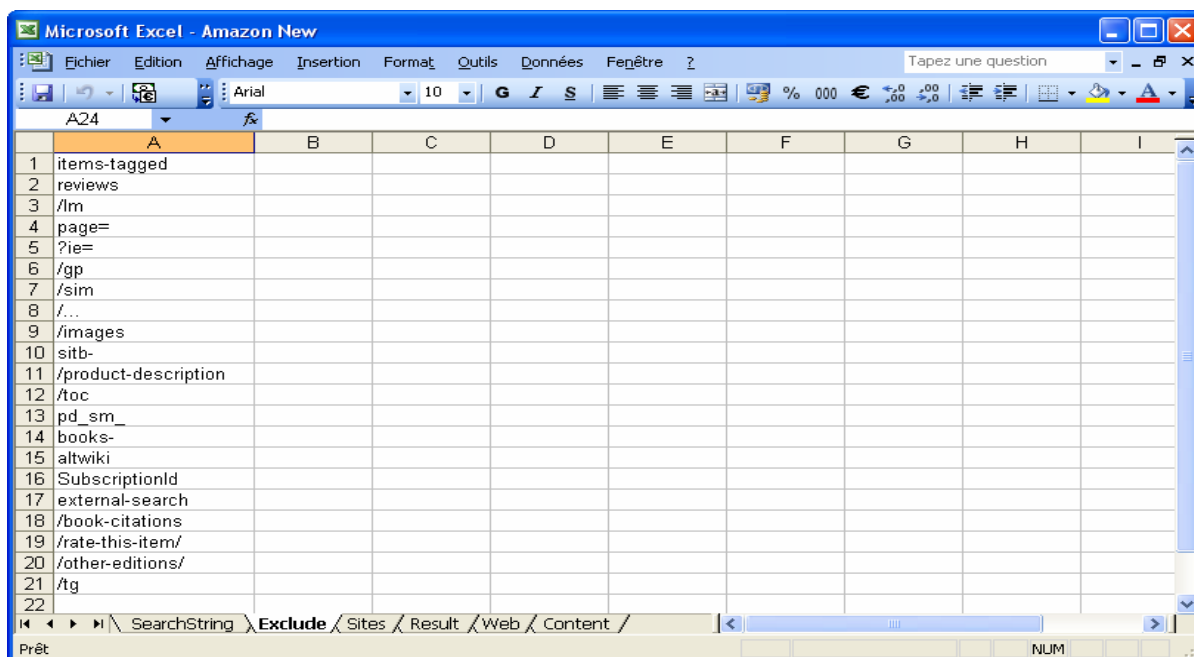 Microsoft Excel - Amazon New
Fichier Edition Affichage Insertion Format Outils Données Fenêtre ? Tapez une question
Arial 10 G I S % 000 € ,00 ,0 ,00 A
A24 fx
A B C D E F G H I
1 items-tagged
2 reviews
3 /lm
4 page=
5 ?ie=
6 /gp
7 /sim
8 /...
9 /images
10 sitb-
11 /product-description
12 /toc
13 pd_sm_
14 books-
15 altwiki
16 SubscriptionId
17 external-search
18 /book-citations
19 /rate-this-item/
20 /other-editions/
21 /tg
22
SearchString Exclude Sites Result Web Content
Prêt NUM